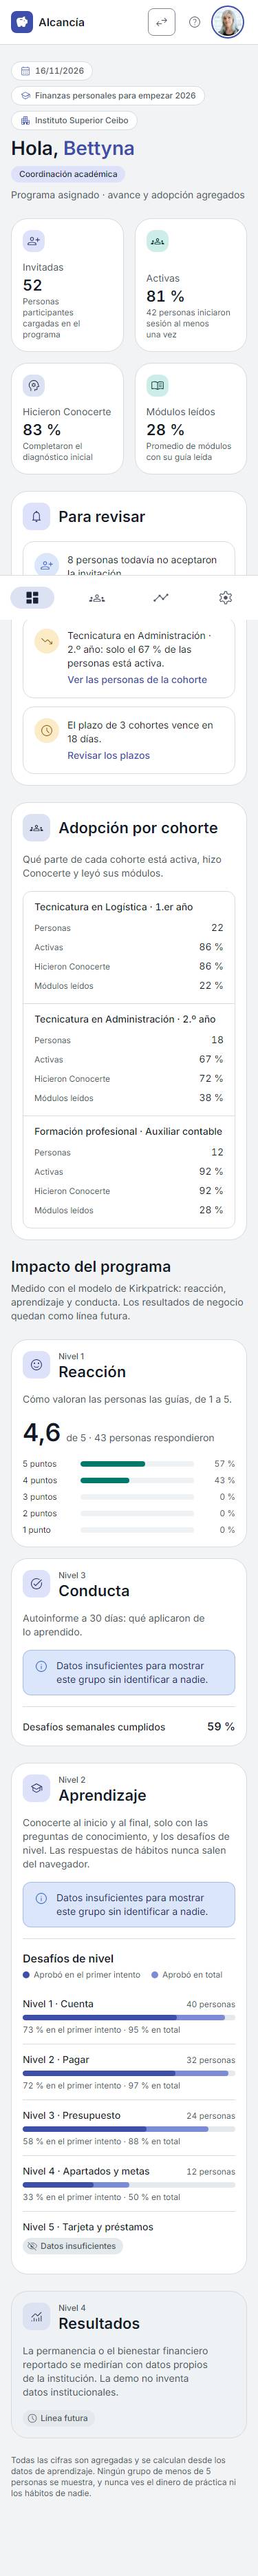 Alcancía
16/11/2026
Finanzas personales para empezar 2026
Instituto Superior Ceibo
Hola, Bettyna
Coordinación académica
Programa asignado · avance y adopción agregados
Invitadas
52
Personas
participantes
cargadas en el
programa
Activas
81 %
42 personas iniciaron
sesión al menos
una vez
Hicieron Conocerte
83 %
Completaron el
diagnóstico inicial
Módulos leídos
28 %
Promedio de módulos
con su guía leída
Para revisar
8 personas todavía no aceptaron
la invitación.
Tecnicatura en Administración ·
2.º año: solo el 67 % de las
personas está activa.
Ver las personas de la cohorte
El plazo de 3 cohortes vence en
18 días.
Revisar los plazos
Adopción por cohorte
Qué parte de cada cohorte está activa, hizo
Conocerte y leyó sus módulos.
Tecnicatura en Logística · 1.er año
Personas 22
Activas 86 %
Hicieron Conocerte 86 %
Módulos leídos 22 %
Tecnicatura en Administración · 2.º año
Personas 18
Activas 67 %
Hicieron Conocerte 72 %
Módulos leídos 38 %
Formación profesional · Auxiliar contable
Personas 12
Activas 92 %
Hicieron Conocerte 92 %
Módulos leídos 28 %
Impacto del programa
Medido con el modelo de Kirkpatrick: reacción,
aprendizaje y conducta. Los resultados de negocio
quedan como línea futura.
Nivel 1
Reacción
Cómo valoran las personas las guías, de 1 a 5.
4,6 de 5 · 43 personas respondieron
5 puntos 57 %
4 puntos 43 %
3 puntos 0 %
2 puntos 0 %
1 punto 0 %
Nivel 3
Conducta
Autoinforme a 30 días: qué aplicaron de
lo aprendido.
Datos insuficientes para mostrar
este grupo sin identificar a nadie.
Desafíos semanales cumplidos 59 %
Nivel 2
Aprendizaje
Conocerte al inicio y al final, solo con las
preguntas de conocimiento, y los desafíos de
nivel. Las respuestas de hábitos nunca salen
del navegador.
Datos insuficientes para mostrar
este grupo sin identificar a nadie.
Desafíos de nivel
Aprobó en el primer intento Aprobó en total
Nivel 1 · Cuenta 40 personas
73 % en el primer intento · 95 % en total
Nivel 2 · Pagar 32 personas
72 % en el primer intento · 97 % en total
Nivel 3 · Presupuesto 24 personas
58 % en el primer intento · 88 % en total
Nivel 4 · Apartados y metas 12 personas
33 % en el primer intento · 50 % en total
Nivel 5 · Tarjeta y préstamos
Datos insuficientes
Nivel 4
Resultados
La permanencia o el bienestar financiero
reportado se medirían con datos propios
de la institución. La demo no inventa
datos institucionales.
Línea futura
Todas las cifras son agregadas y se calculan desde los
datos de aprendizaje. Ningún grupo de menos de 5
personas se muestra, y nunca ves el dinero de práctica ni
los hábitos de nadie.